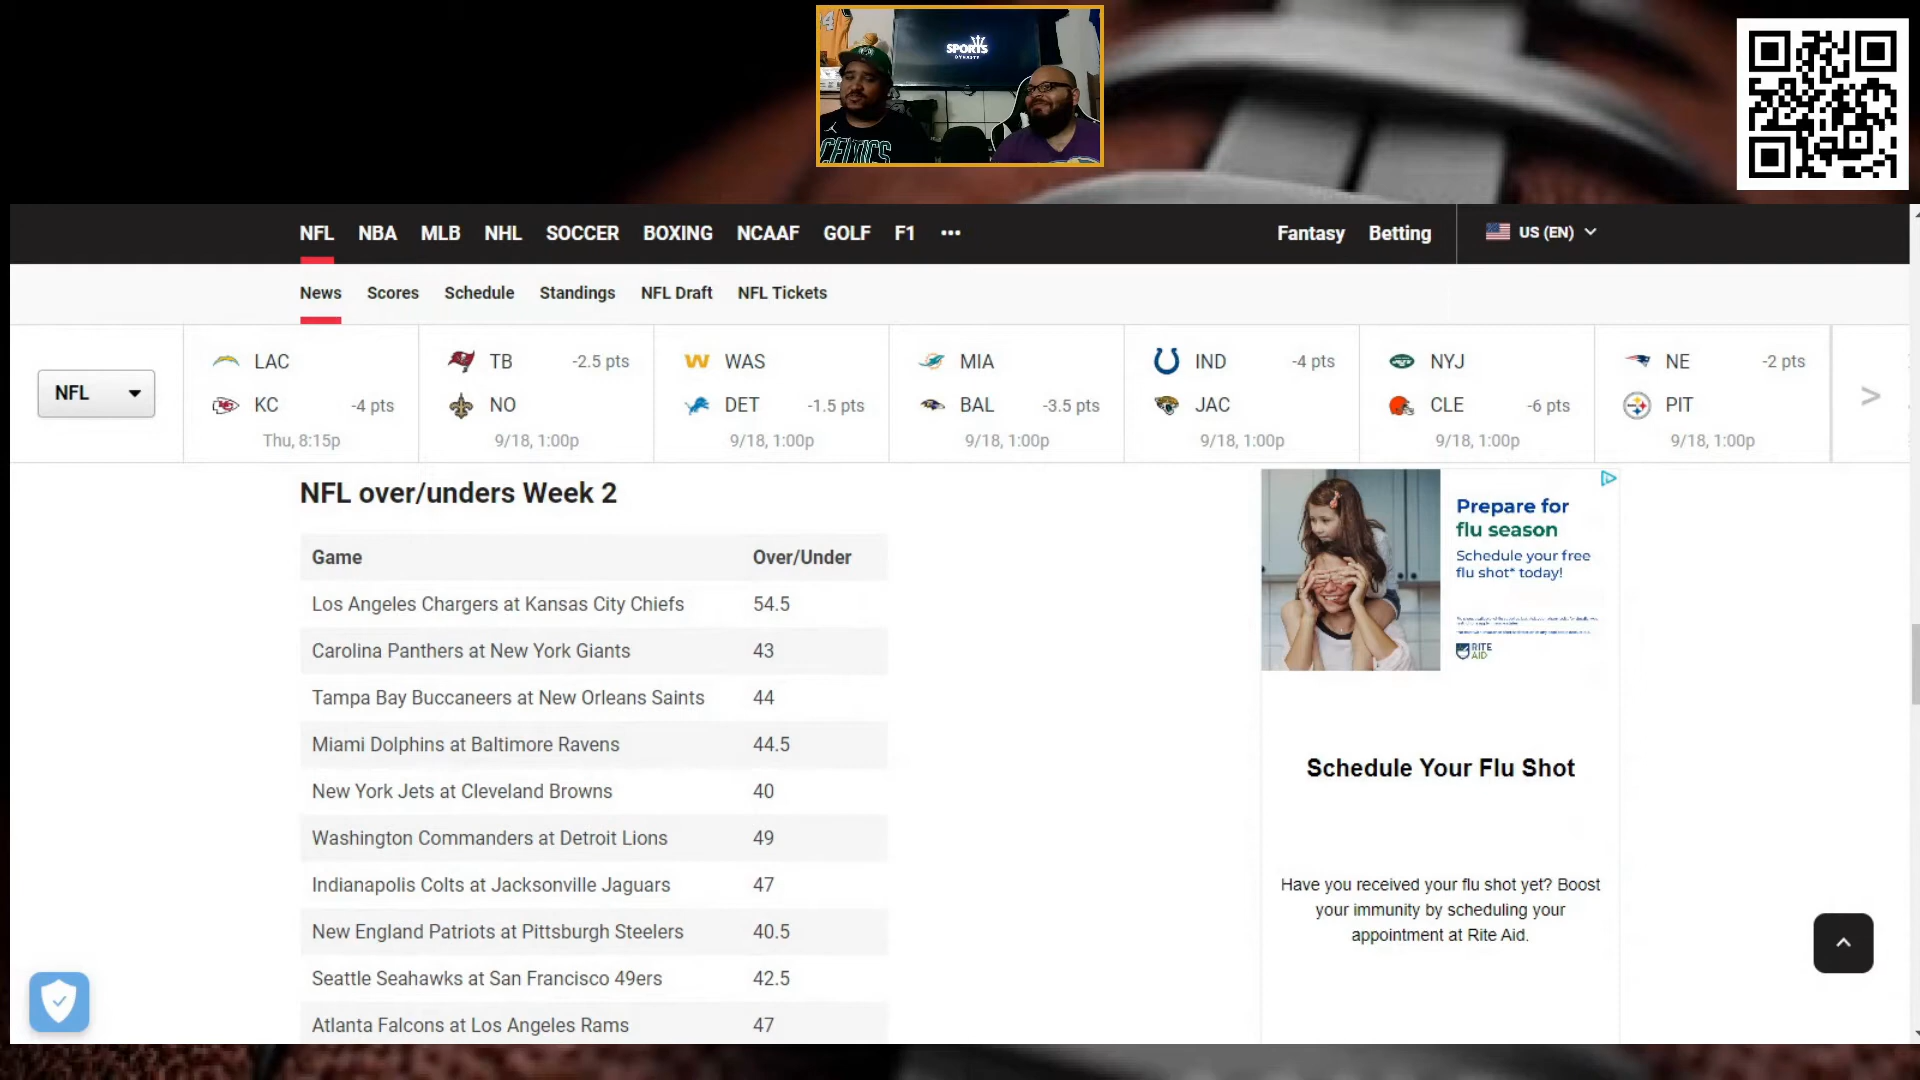 SPORTS
DYNASTY
CELTICS
NFL NBA MLB NHL SOCCER BOXING NCAAF GOLF F1 •••
Fantasy Betting US (EN)
News Scores Schedule Standings NFL Draft NFL Tickets
NFL
LAC
KC -4 pts
Thu, 8:15p
TB -2.5 pts
NO
9/18, 1:00p
WAS
DET -1.5 pts
9/18, 1:00p
MIA
BAL -3.5 pts
9/18, 1:00p
IND -4 pts
JAC
9/18, 1:00p
NYJ
CLE -6 pts
9/18, 1:00p
NE -2 pts
PIT
9/18, 1:00p
>
NFL over/unders Week 2
Game Over/Under
Los Angeles Chargers at Kansas City Chiefs 54.5
Carolina Panthers at New York Giants 43
Tampa Bay Buccaneers at New Orleans Saints 44
Miami Dolphins at Baltimore Ravens 44.5
New York Jets at Cleveland Browns 40
Washington Commanders at Detroit Lions 49
Indianapolis Colts at Jacksonville Jaguars 47
New England Patriots at Pittsburgh Steelers 40.5
Seattle Seahawks at San Francisco 49ers 42.5
Atlanta Falcons at Los Angeles Rams 47
Prepare for
flu season
Schedule your free
flu shot* today!
RITE
AID
Schedule Your Flu Shot
Have you received your flu shot yet? Boost
your immunity by scheduling your
appointment at Rite Aid.